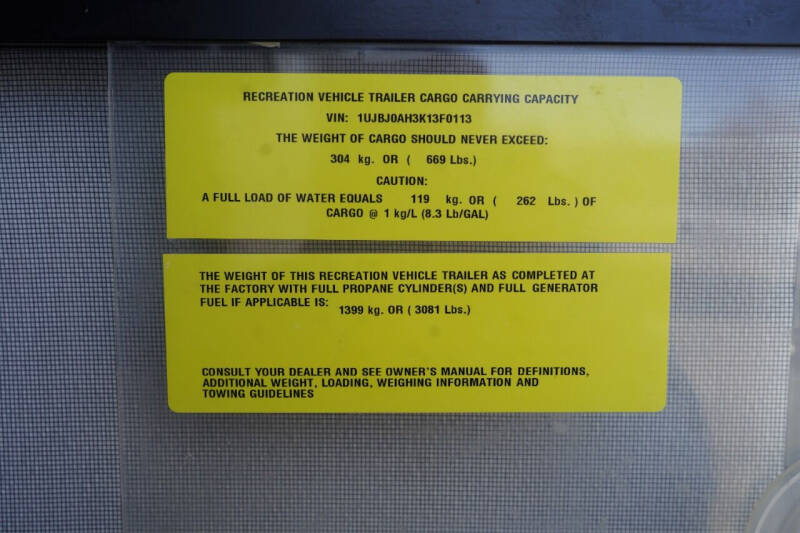 RECREATION VEHICLE TRAILER CARGO CARRYING CAPACITY
VIN: 1UJBJ0AH3K13F0113
THE WEIGHT OF CARGO SHOULD NEVER EXCEED:
304 kg. OR ( 669 Lbs.)
CAUTION:
A FULL LOAD OF WATER EQUALS 119 kg. OR ( 262 Lbs. ) OF
CARGO @ 1 kg/L (8.3 Lb/GAL)
THE WEIGHT OF THIS RECREATION VEHICLE TRAILER AS COMPLETED AT
THE FACTORY WITH FULL PROPANE CYLINDER(S) AND FULL GENERATOR
FUEL IF APPLICABLE IS: 1399 kg. OR ( 3081 Lbs.)
CONSULT YOUR DEALER AND SEE OWNER'S MANUAL FOR DEFINITIONS,
ADDITIONAL WEIGHT, LOADING, WEIGHING INFORMATION AND
TOWING GUIDELINES